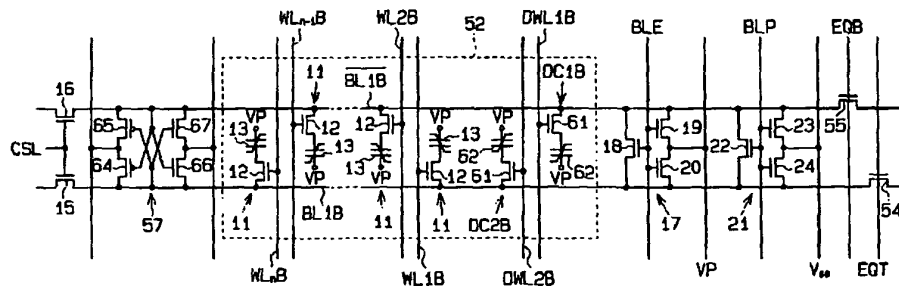 WLn-1B WL2B 52 DWL1B BLE BLP EQB
16 11 BL1B DC1B
65 67 VP 12 12 VP VP 61 19 23 55
13 13 18 22
CSL 13 13 62 62
64 66 12 VP VP 12 61 VP 20 24
15 57 11 BL1B 11 11 DC2B 17 21 54
WLnB WL1B DWL2B VP Vss EQT